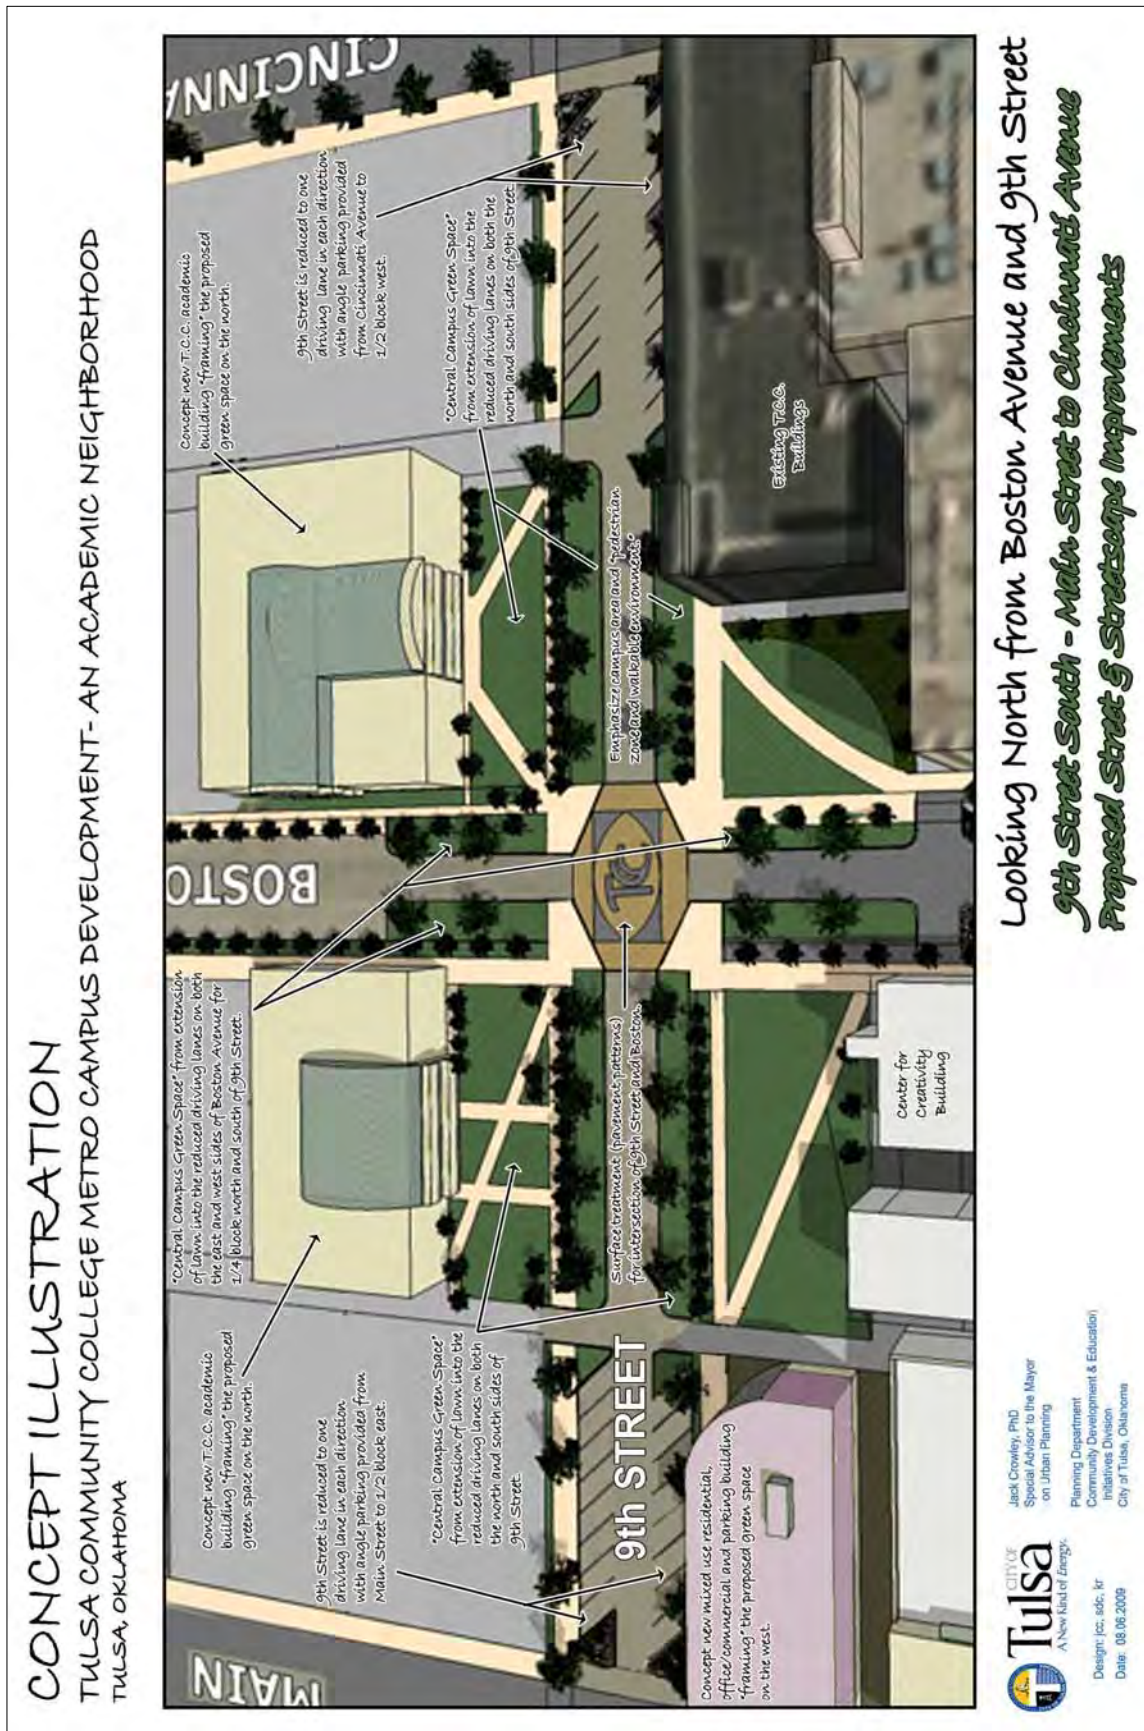 CONCEPT ILLUSTRATION
TULSA COMMUNITY COLLEGE METRO CAMPUS DEVELOPMENT- AN ACADEMIC NEIGHBORHOOD
TULSA, OKLAHOMA
MAIN
BOSTO
CINCINNA
Concept new T.C.C. academic
building "framing" the proposed
green space on the north.
9th Street is reduced to one
driving lane in each direction
with angle parking provided from
Main Street to 1/2 block east.
"Central Campus Green Space"
from extension of lawn into the
reduced driving lanes on both
the north and south sides of
9th Street
"Central Campus Green Space" from extension
of lawn into the reduced driving lanes on both
the east and west sides of Boston Avenue for
1/4 block north and south of 9th Street.
Concept new T.C.C. academic
building "framing" the proposed
green space on the north.
9th Street is reduced to one
driving lane in each direction
with angle parking provided
from Cincinnati Avenue to
1/2 block west.
"Central Campus Green Space"
from extension of lawn into the
reduced driving lanes on both the
north and south sides of 9th Street.
9th STREET
TCC
Surface treatment (pavement patterns)
for intersection of 9th Street and Boston.
Emphasize campus area and "pedestrian
zone and walkable environment."
Concept new mixed use residential,
office/commercial and parking building
"framing" the proposed green space
on the west.
Center for
Creativity
Building
Existing T.C.C.
Buildings
Looking North from Boston Avenue and 9th Street
9th Street South - Main Street to Cincinnati Avenue
Proposed Street & Streetscape Improvements
CITY OF
Tulsa
A New Kind of Energy.
Design: jcc, sdc, kr
Date: 08.06.2009
Jack Crowley, PhD
Special Advisor to the Mayor
on Urban Planning
Planning Department
Community Development & Education
Initiatives Division
City of Tulsa, Oklahoma